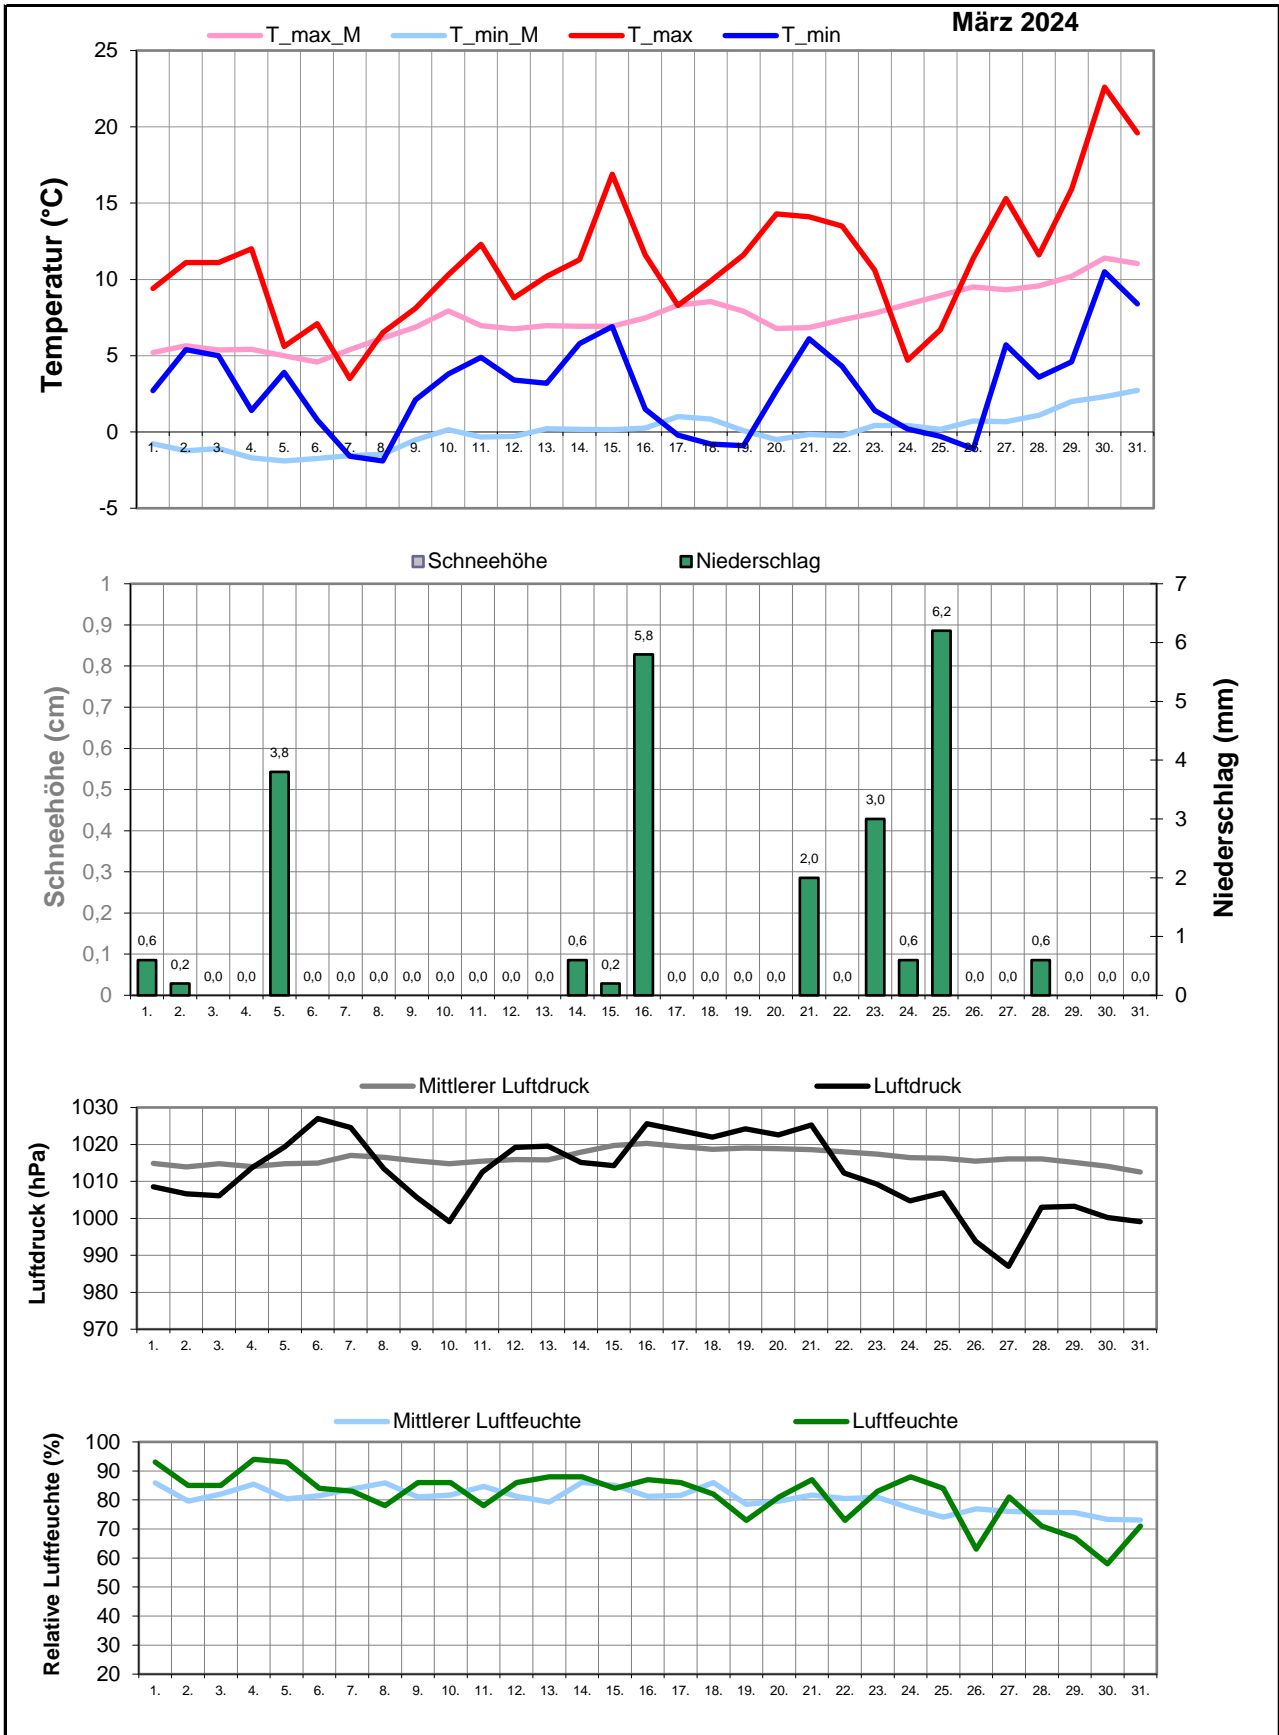 März 2024
T_max_M T_min_M T_max T_min
Temperatur (°C)
25
20
15
10
5
0
-5
1. 2. 3. 4. 5. 6. 7. 8. 9. 10. 11. 12. 13. 14. 15. 16. 17. 18. 19. 20. 21. 22. 23. 24. 25. 26. 27. 28. 29. 30. 31.
Schneehöhe Niederschlag
Schneehöhe (cm)
1
0,9
0,8
0,7
0,6
0,5
0,4
0,3
0,2
0,1
0
0,6 0,2 0,0 0,0 3,8 0,0 0,0 0,0 0,0 0,0 0,0 0,0 0,0 0,6 0,2 5,8 0,0 0,0 0,0 0,0 2,0 0,0 3,0 0,6 6,2 0,0 0,0 0,6 0,0 0,0 0,0
7
6
5
4
3
2
1
0
Niederschlag (mm)
1. 2. 3. 4. 5. 6. 7. 8. 9. 10. 11. 12. 13. 14. 15. 16. 17. 18. 19. 20. 21. 22. 23. 24. 25. 26. 27. 28. 29. 30. 31.
Mittlerer Luftdruck Luftdruck
Luftdruck (hPa)
1030
1020
1010
1000
990
980
970
1. 2. 3. 4. 5. 6. 7. 8. 9. 10. 11. 12. 13. 14. 15. 16. 17. 18. 19. 20. 21. 22. 23. 24. 25. 26. 27. 28. 29. 30. 31.
Mittlerer Luftfeuchte Luftfeuchte
Relative Luftfeuchte (%)
100
90
80
70
60
50
40
30
20
1. 2. 3. 4. 5. 6. 7. 8. 9. 10. 11. 12. 13. 14. 15. 16. 17. 18. 19. 20. 21. 22. 23. 24. 25. 26. 27. 28. 29. 30. 31.